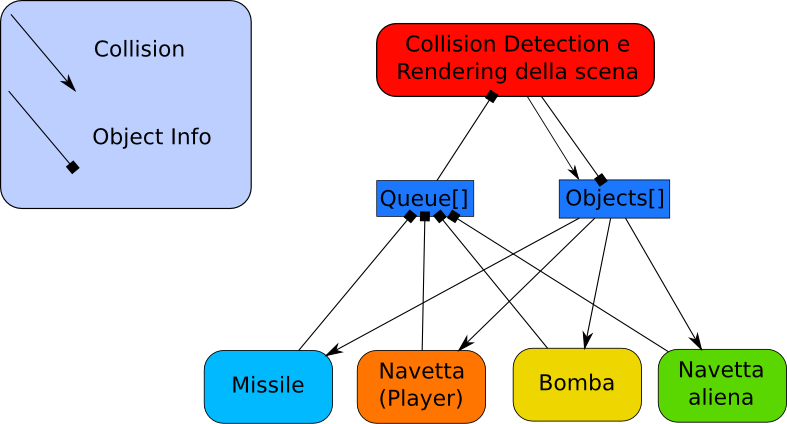 Collision
Object Info
Collision Detection e
Rendering della scena
Queue[]
Objects[]
Missile
Navetta
(Player)
Bomba
Navetta
aliena